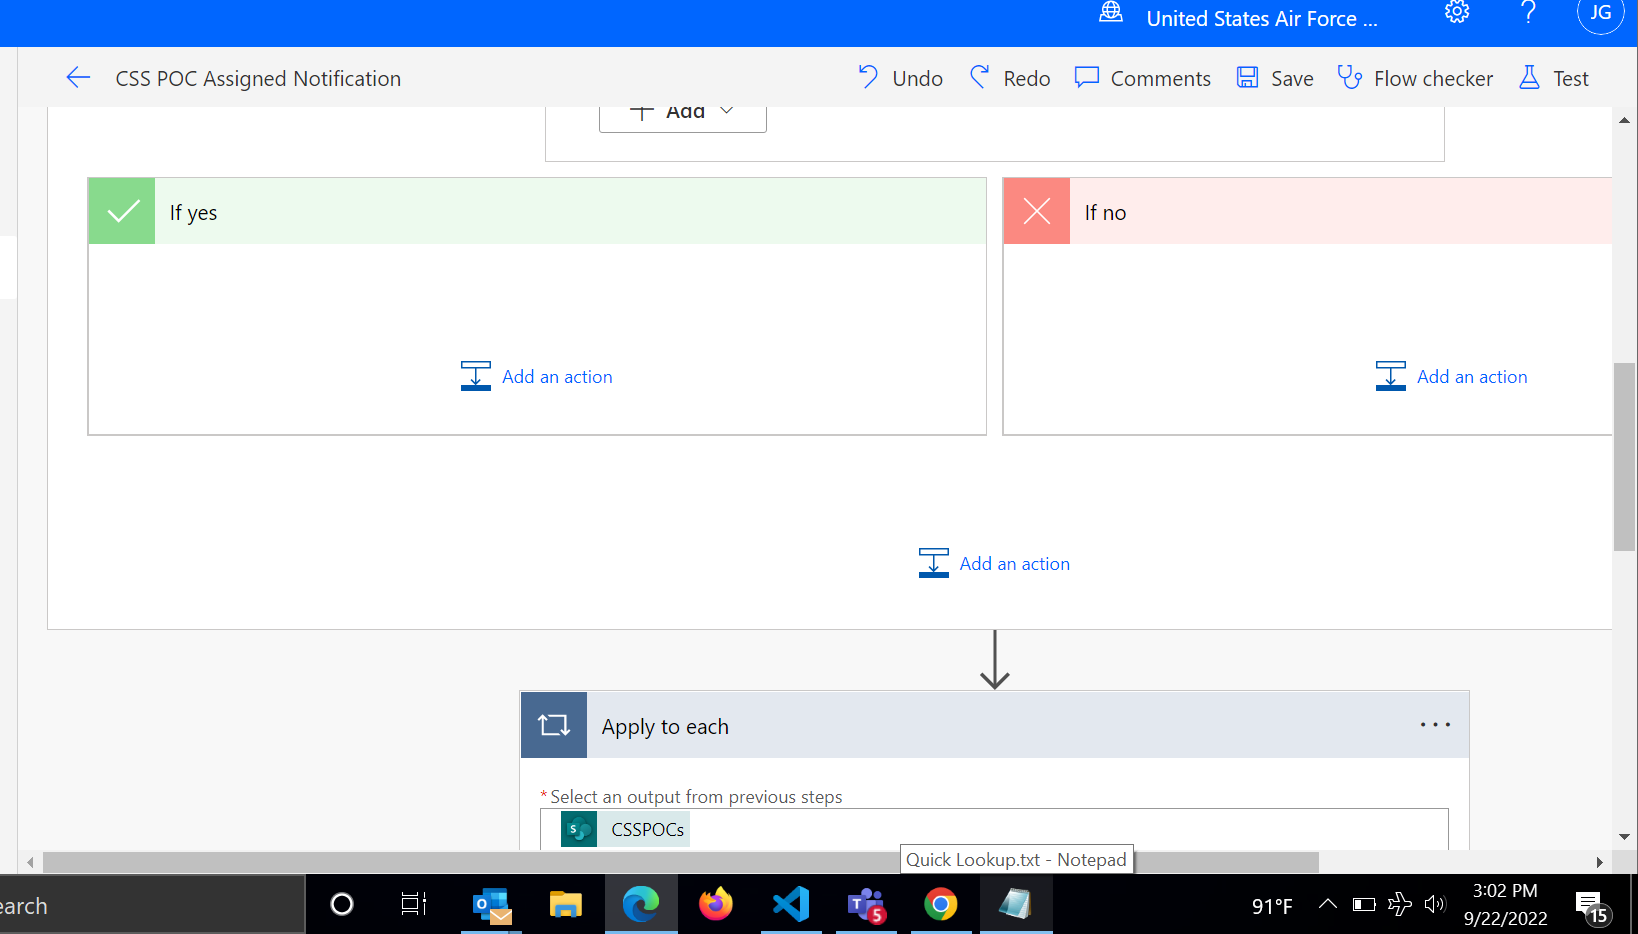 United States Air Force ...
JG
CSS POC Assigned Notification
Undo
Redo
Comments
Save
Flow checker
Test
Add
If yes
If no
Add an action
Add an action
Add an action
Apply to each
...
*Select an output from previous steps
S
CSSPOCs
Quick Lookup.txt - Notepad
earch
91°F
3:02 PM
9/22/2022
5
15